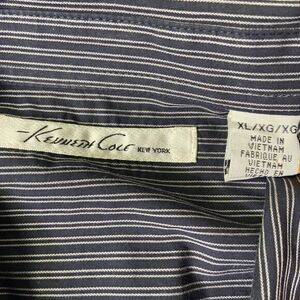 Kenneth Cole NEW YORK
XL/XG/XG
MADE IN
VIETNAM
FABRIQUE AU
VIETNAM
HECHO EN